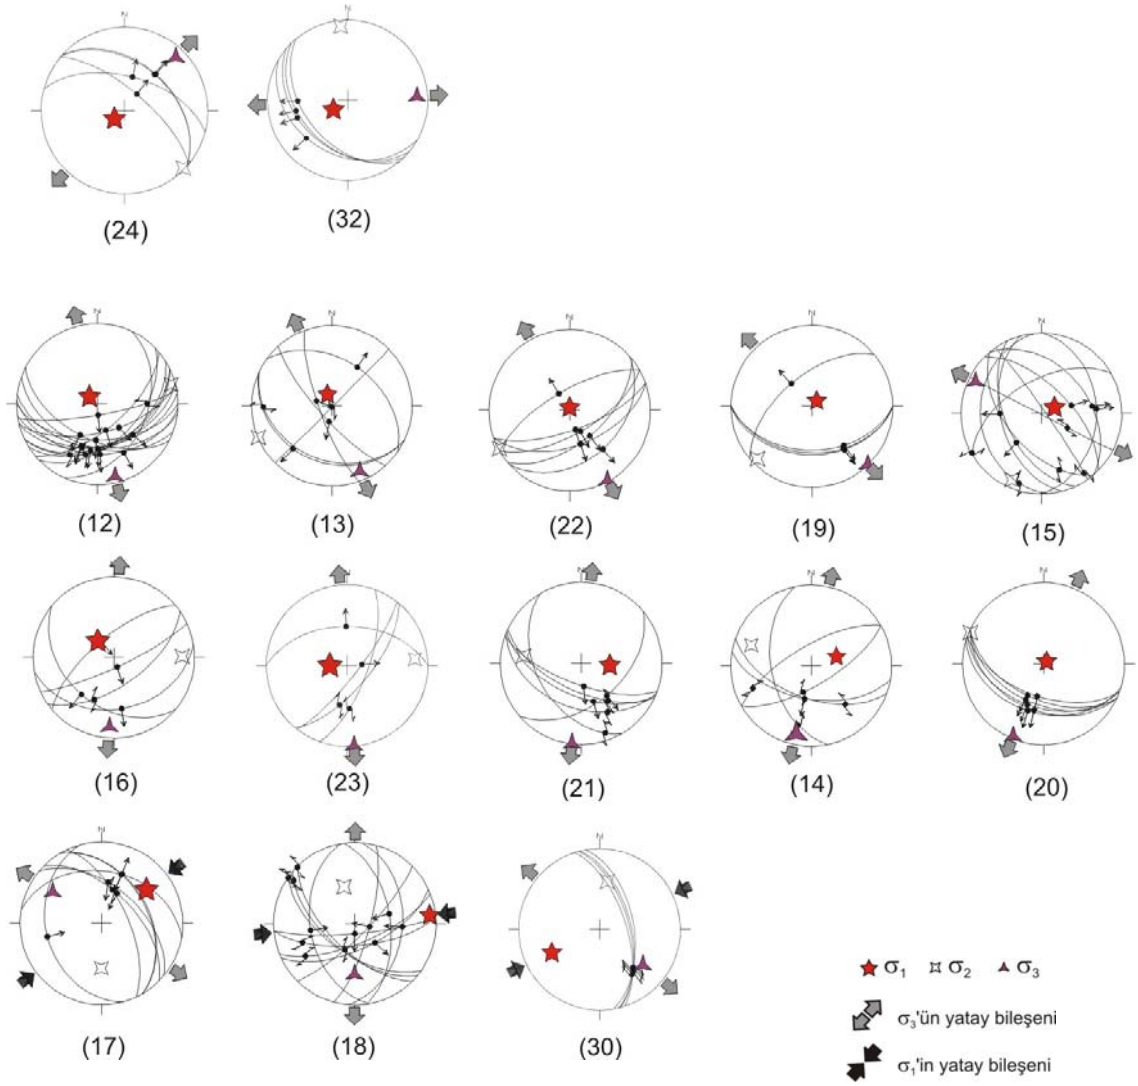 N N
(24) (32)
N N N N N
(12) (13) (22) (19) (15)
N N N N N
(16) (23) (21) (14) (20)
N N N
(17) (18) (30)
σ1 σ2 σ3
σ3'ün yatay bileşeni
σ1'in yatay bileşeni